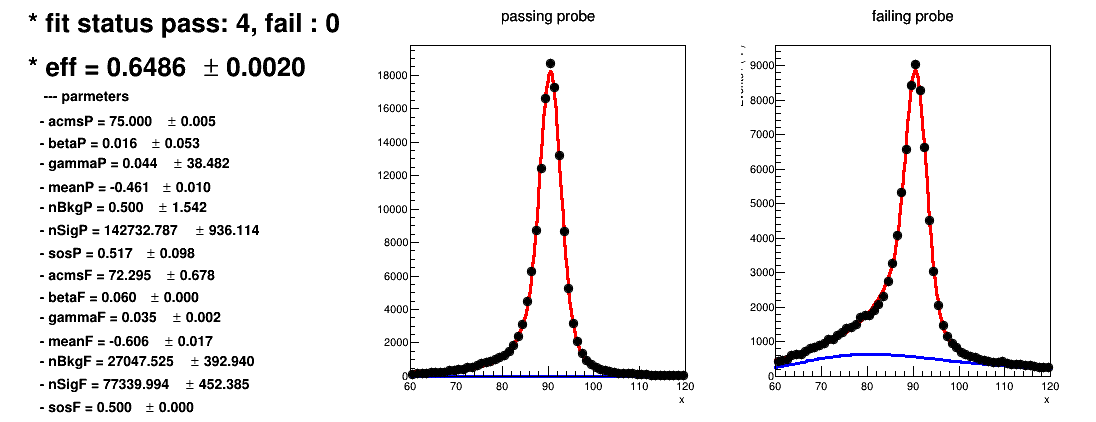 * fit status pass: 4, fail : 0
* eff = 0.6486 ± 0.0020
--- parmeters
- acmsP = 75.000 ± 0.005
- betaP = 0.016 ± 0.053
- gammaP = 0.044 ± 38.482
- meanP = -0.461 ± 0.010
- nBkgP = 0.500 ± 1.542
- nSigP = 142732.787 ± 936.114
- sosP = 0.517 ± 0.098
- acmsF = 72.295 ± 0.678
- betaF = 0.060 ± 0.000
- gammaF = 0.035 ± 0.002
- meanF = -0.606 ± 0.017
- nBkgF = 27047.525 ± 392.940
- nSigF = 77339.994 ± 452.385
- sosF = 0.500 ± 0.000
passing probe
18000
16000
14000
12000
10000
8000
6000
4000
2000
0
60 70 80 90 100 110 120
x
failing probe
9000
8000
7000
6000
5000
4000
3000
2000
1000
0
60 70 80 90 100 110 120
x